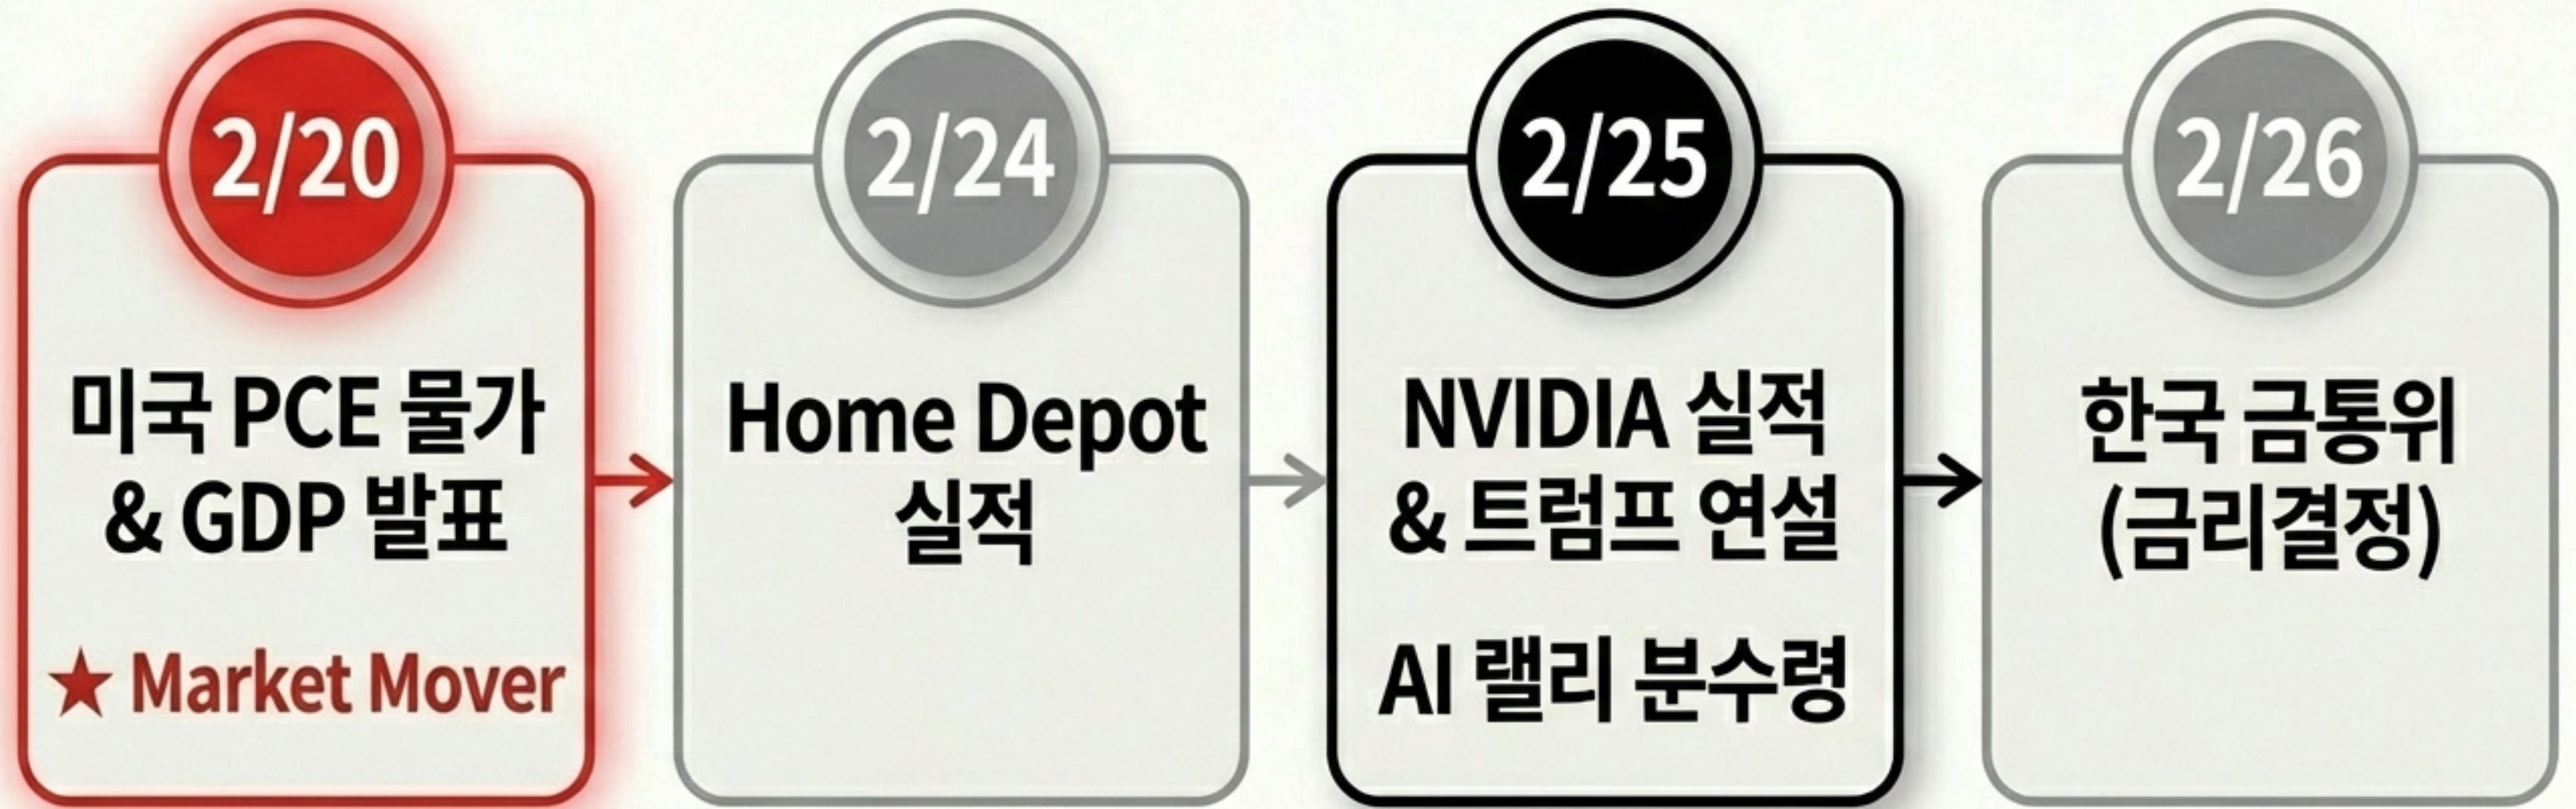 2/20
미국 PCE 물가
& GDP 발표
★ Market Mover
2/24
Home Depot
실적
2/25
NVIDIA 실적
& 트럼프 연설
AI 랠리 분수령
2/26
한국 금통위
(금리결정)